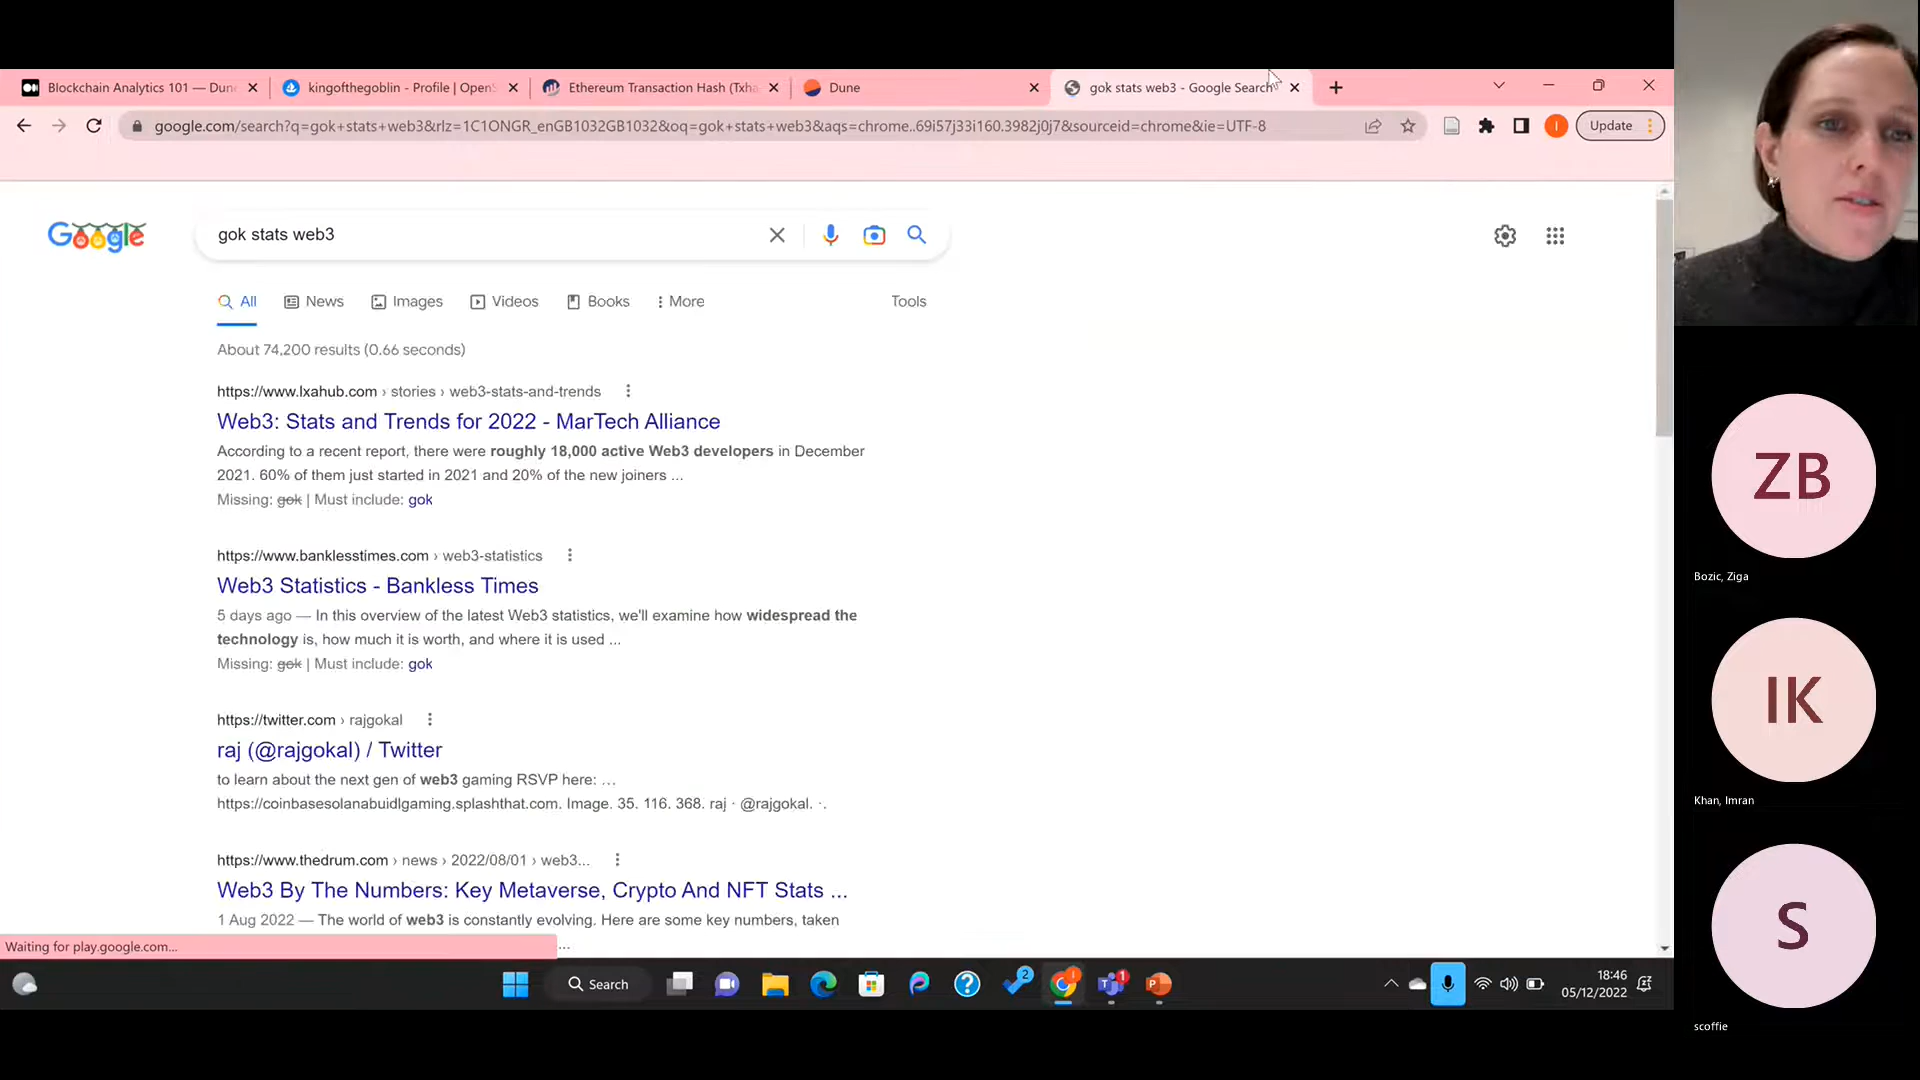 Blockchain Analytics 101 — Dun
kingofthegoblin - Profile | OpenS
Ethereum Transaction Hash (Txha
Dune
gok stats web3 - Google Search
google.com/search?q=gok+stats+web3&rlz=1C1ONGR_enGB1032GB1032&oq=gok+stats+web3&aqs=chrome..69i57j33i160.3982j0j7&sourceid=chrome&ie=UTF-8
I
Update
Google
gok stats web3
All
News
Images
Videos
Books
More
Tools
About 74,200 results (0.66 seconds)
https://www.lxahub.com › stories › web3-stats-and-trends
Web3: Stats and Trends for 2022 - MarTech Alliance
According to a recent report, there were roughly 18,000 active Web3 developers in December
2021. 60% of them just started in 2021 and 20% of the new joiners ...
Missing: gok | Must include: gok
https://www.banklesstimes.com › web3-statistics
Web3 Statistics - Bankless Times
5 days ago — In this overview of the latest Web3 statistics, we'll examine how widespread the
technology is, how much it is worth, and where it is used ...
Missing: gok | Must include: gok
https://twitter.com › rajgokal
raj (@rajgokal) / Twitter
to learn about the next gen of web3 gaming RSVP here: ...
https://coinbasesolanabuidlgaming.splashthat.com. Image. 35. 116. 368. raj · @rajgokal. ·.
https://www.thedrum.com › news › 2022/08/01 › web3...
Web3 By The Numbers: Key Metaverse, Crypto And NFT Stats ...
1 Aug 2022 — The world of web3 is constantly evolving. Here are some key numbers, taken
...
Waiting for play.google.com...
Search
2
1
18:46
05/12/2022
ZB
Bozic, Ziga
IK
Khan, Imran
S
scoffie